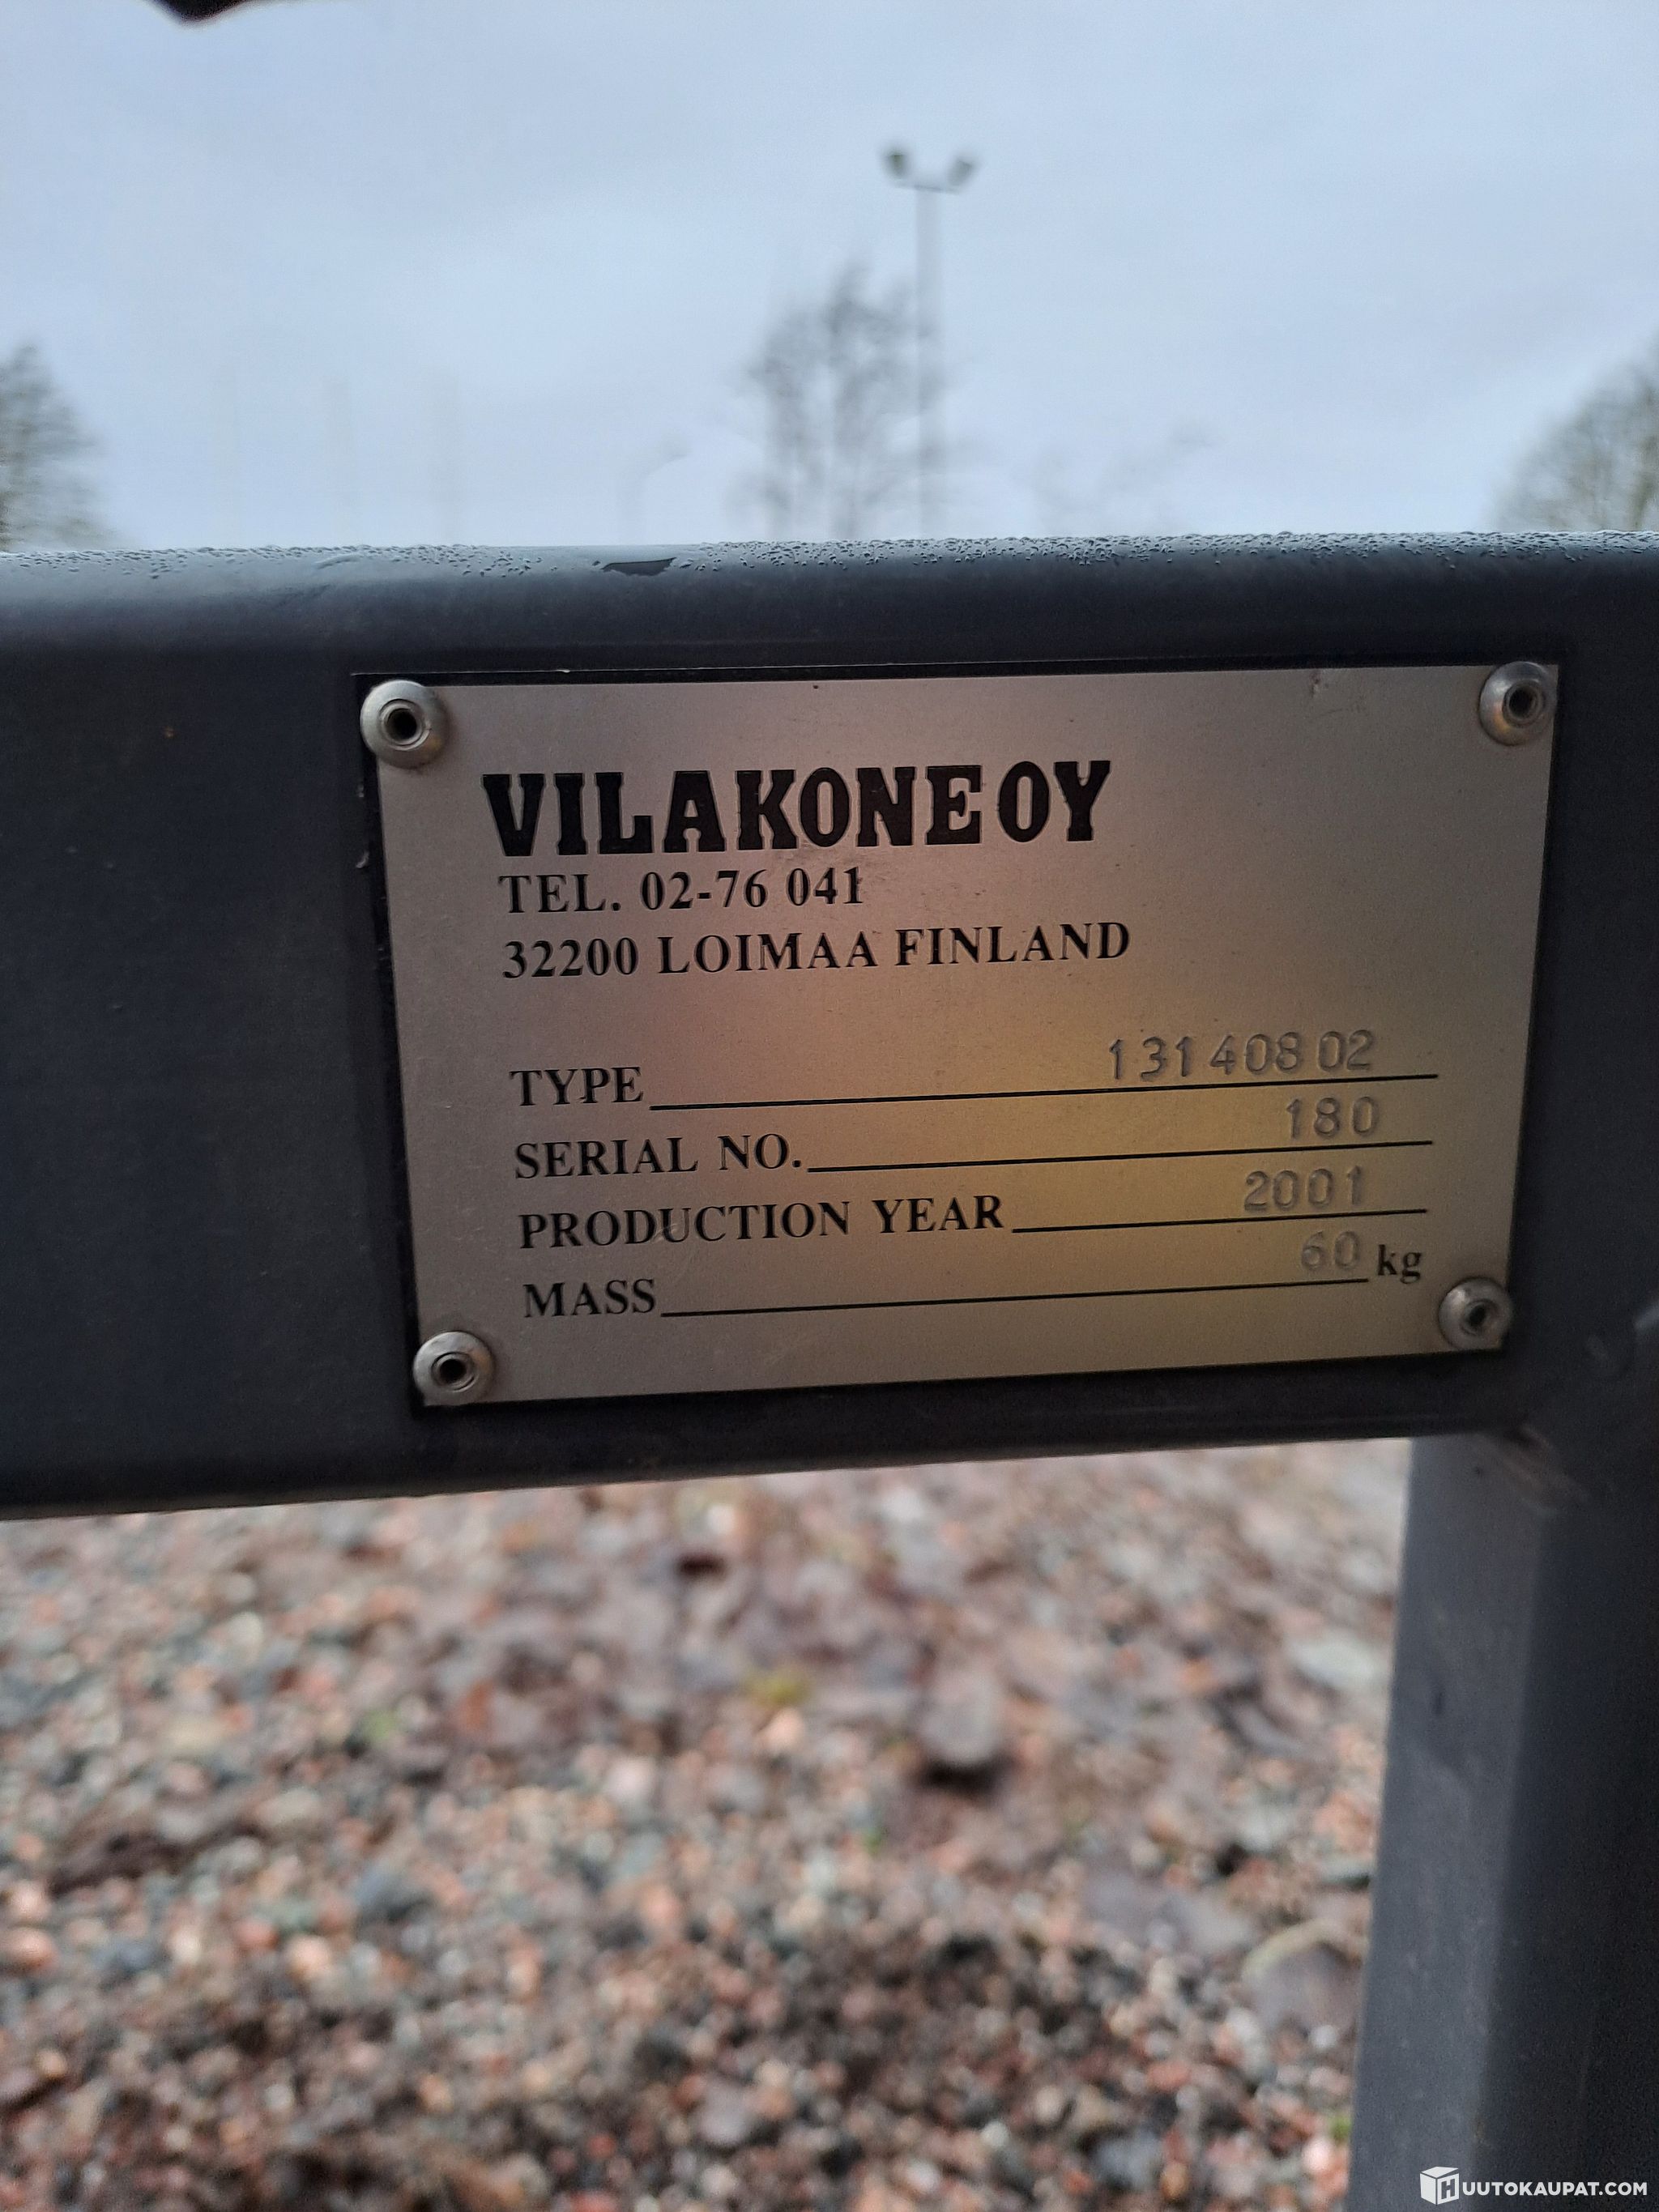 VILAKONE OY
TEL. 02-76 041
32200 LOIMAA FINLAND
TYPE 13140802
SERIAL NO. 180
PRODUCTION YEAR 2001
MASS 60 kg
HUUTOKAUPAT.COM